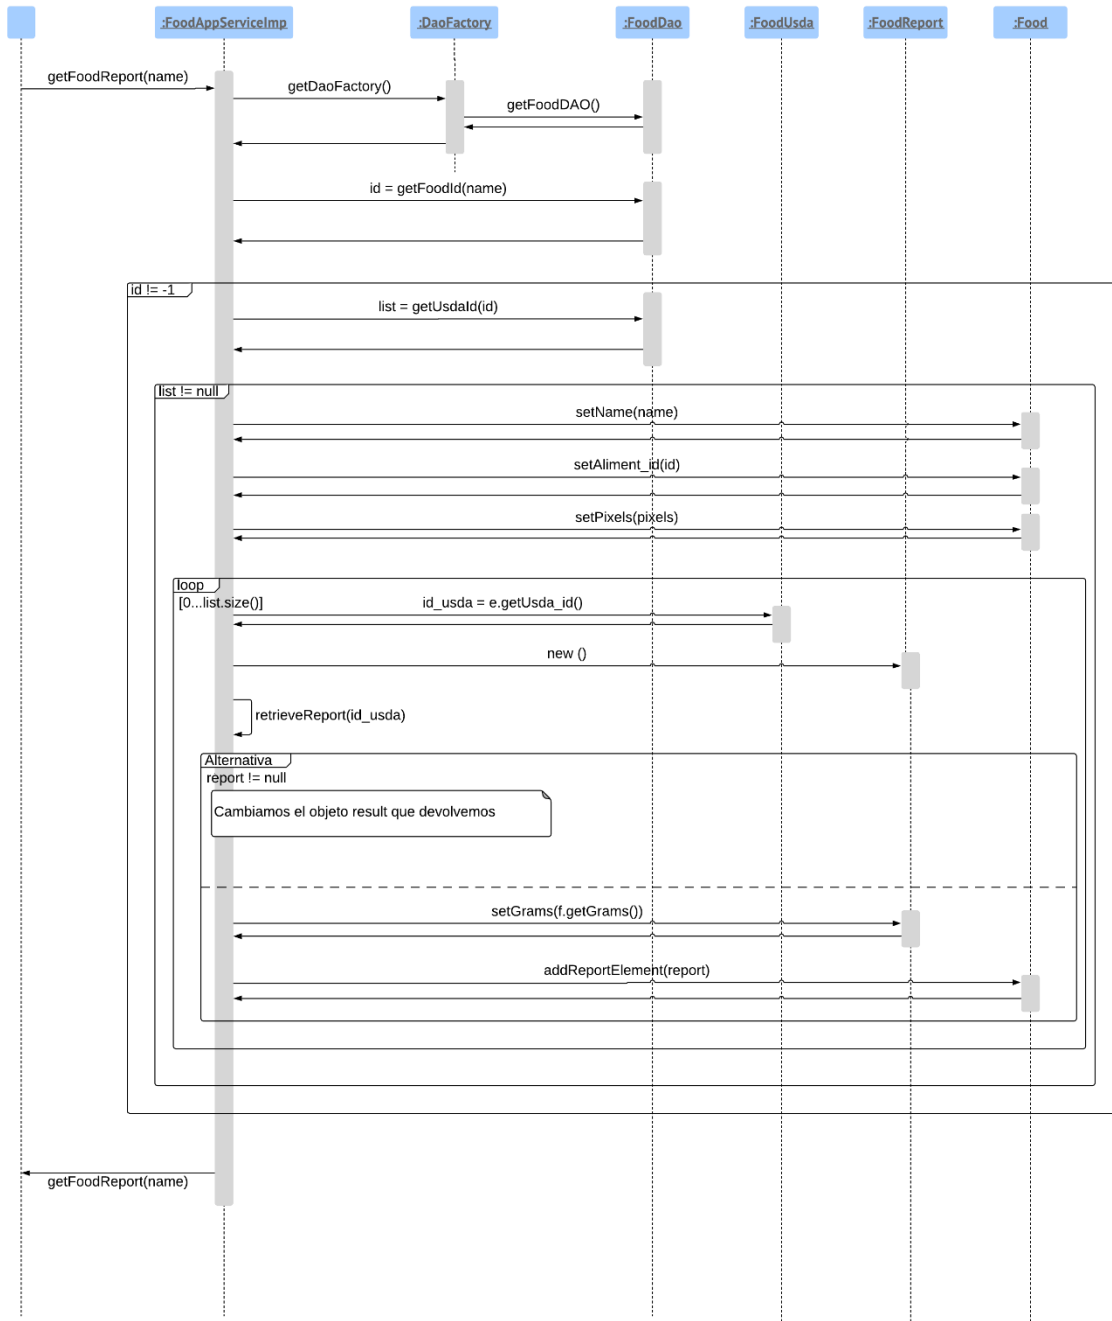 :FoodAppServiceImp
:DaoFactory
:FoodDao
:FoodUsda
:FoodReport
:Food
getFoodReport(name)
getDaoFactory()
getFoodDAO()
id = getFoodId(name)
id != -1
list = getUsdaId(id)
list != null
setName(name)
setAliment_id(id)
setPixels(pixels)
loop
[0...list.size()]
id_usda = e.getUsda_id()
new ()
retrieveReport(id_usda)
Alternativa
report != null
Cambiamos el objeto result que devolvemos
setGrams(f.getGrams())
addReportElement(report)
getFoodReport(name)